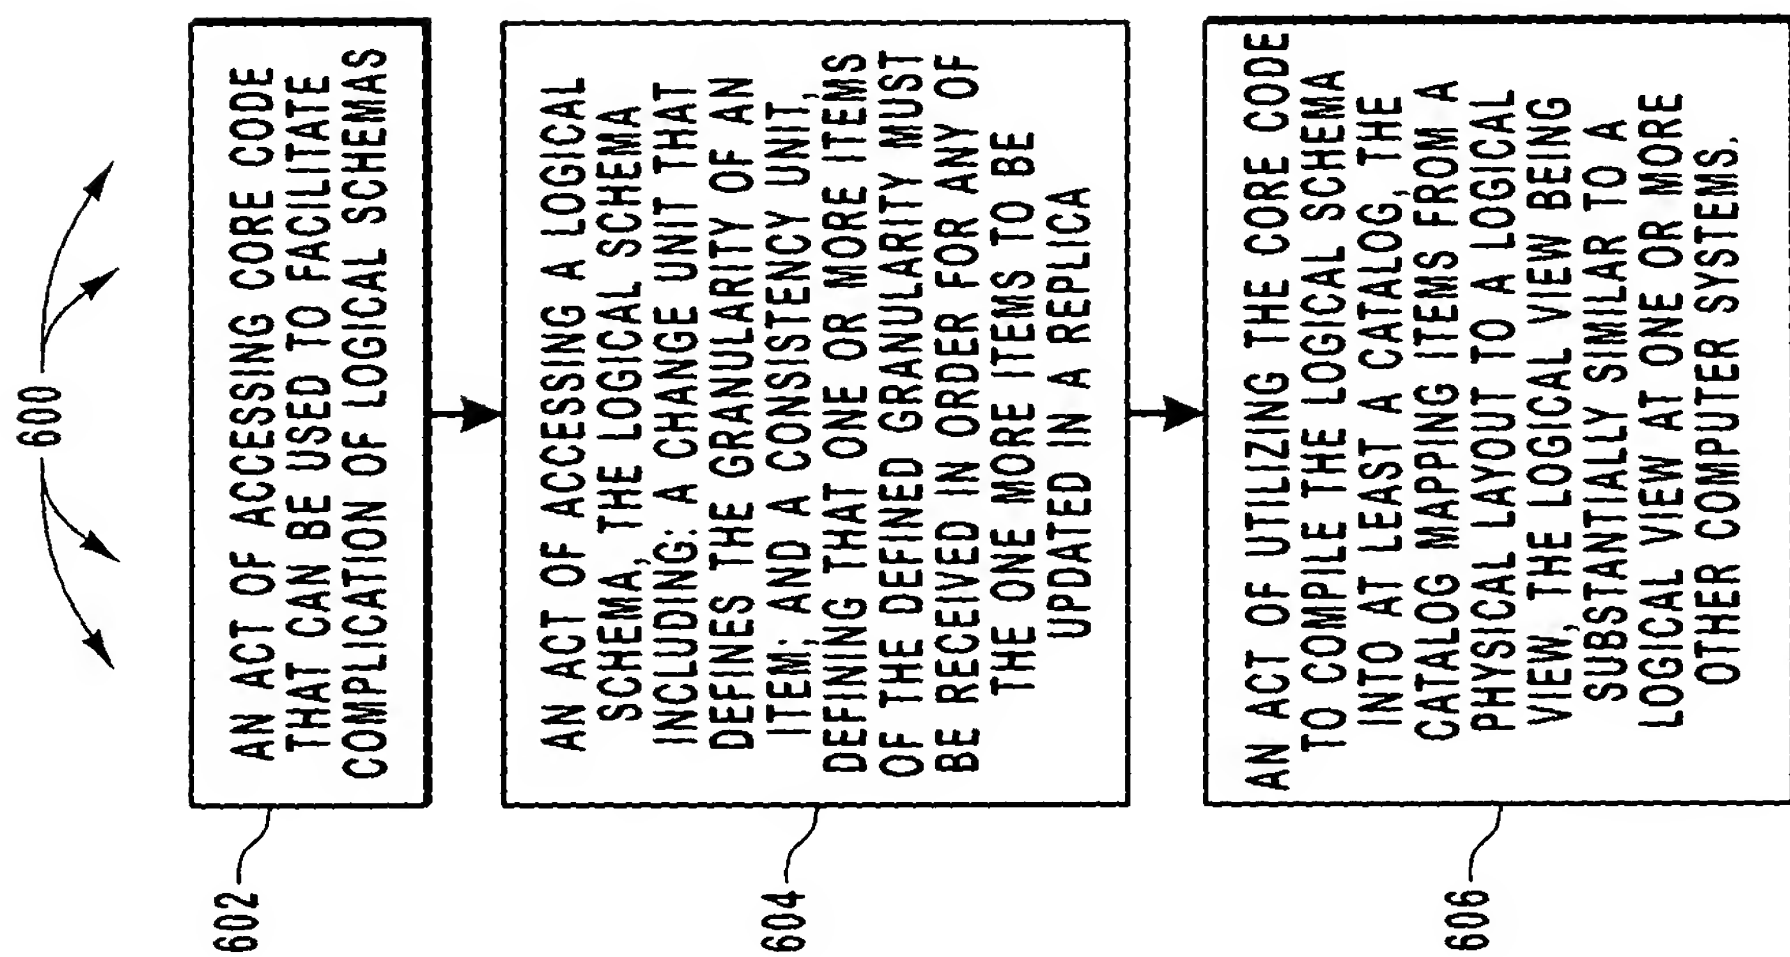 600
602
AN ACT OF ACCESSING CORE CODE
THAT CAN BE USED TO FACILITATE
COMPLICATION OF LOGICAL SCHEMAS
604
AN ACT OF ACCESSING A LOGICAL
SCHEMA, THE LOGICAL SCHEMA
INCLUDING: A CHANGE UNIT THAT
DEFINES THE GRANULARITY OF AN
ITEM; AND A CONSISTENCY UNIT,
DEFINING THAT ONE OR MORE ITEMS
OF THE DEFINED GRANULARITY MUST
BE RECEIVED IN ORDER FOR ANY OF
THE ONE MORE ITEMS TO BE
UPDATED IN A REPLICA
606
AN ACT OF UTILIZING THE CORE CODE
TO COMPILE THE LOGICAL SCHEMA
INTO AT LEAST A CATALOG, THE
CATALOG MAPPING ITEMS FROM A
PHYSICAL LAYOUT TO A LOGICAL
VIEW, THE LOGICAL VIEW BEING
SUBSTANTIALLY SIMILAR TO A
LOGICAL VIEW AT ONE OR MORE
OTHER COMPUTER SYSTEMS.